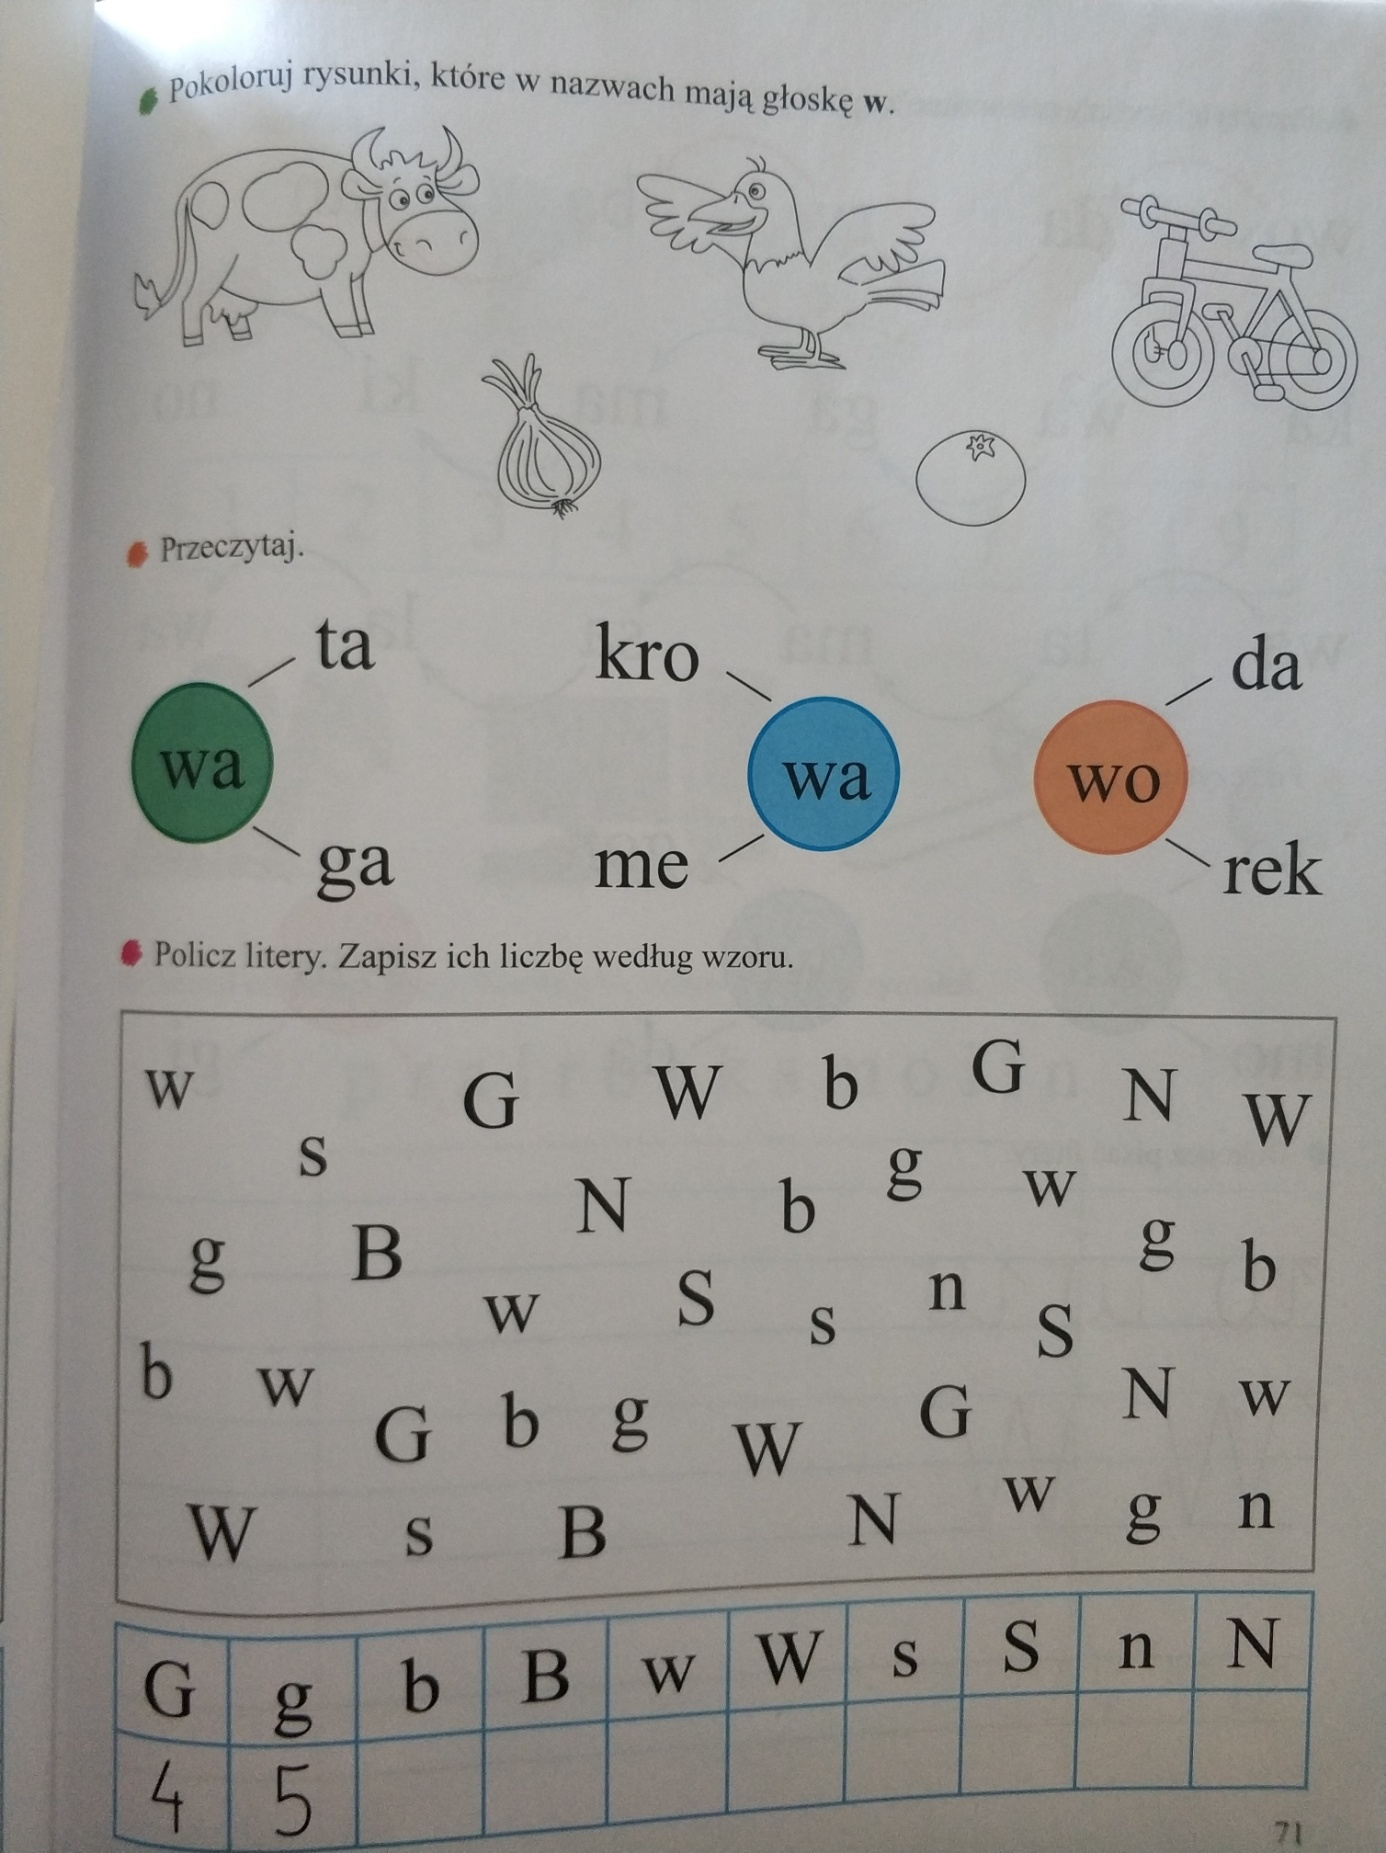 Pokoloruj rysunki, które w nazwach mają głoskę w.
Przeczytaj.
ta
wa
ga
kro
wa
me
da
wo
rek
Policz litery. Zapisz ich liczbę według wzoru.
w G W b G N W
s g w
N b
g B g b
w S s n S
b w N w
G b g W G
W s B N w g n
G g b B w W s S n N
4 5
71